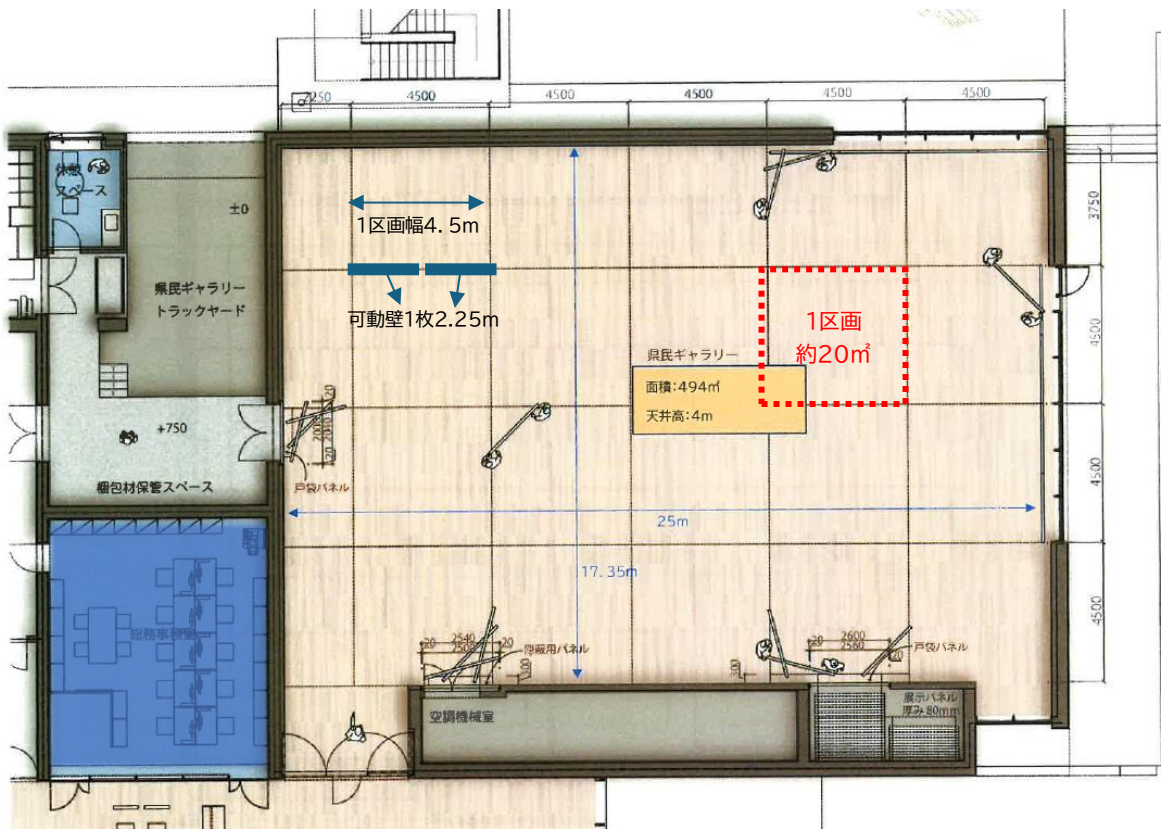 7250
4500
4500
4500
4500
4500
休憩
スペース
±0
1区画幅4.5m
3750
県民ギャラリー
トラックヤード
可動壁1枚2.25m
1区画
約20㎡
4500
県民ギャラリー
面積:494㎡
天井高:4m
20
20
+750
戸袋パネル
梱包材保管スペース
4500
25m
17.35m
総務事務室
4500
20
2540
2500
20
隠蔽用パネル
20
2600
2560
20
戸袋パネル
空調機械室
展示パネル
厚み80mm